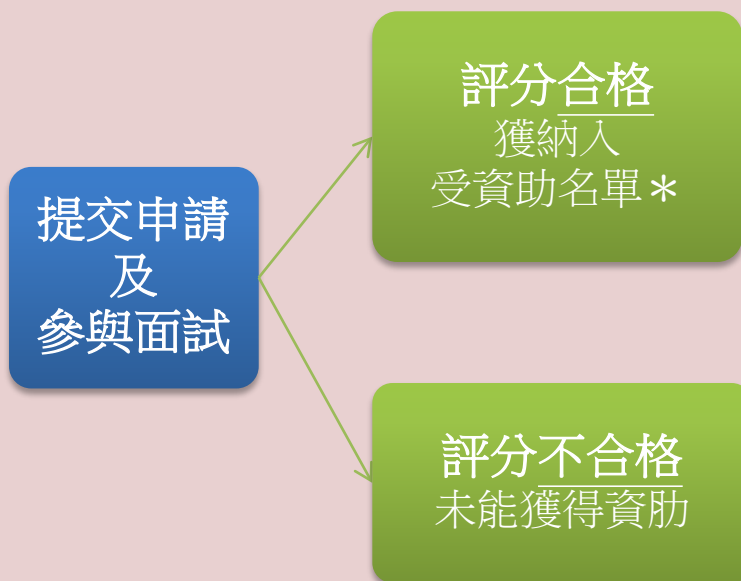 提交申請
及
參與面試
評分合格
獲納入
受資助名單＊
評分不合格
未能獲得資肋